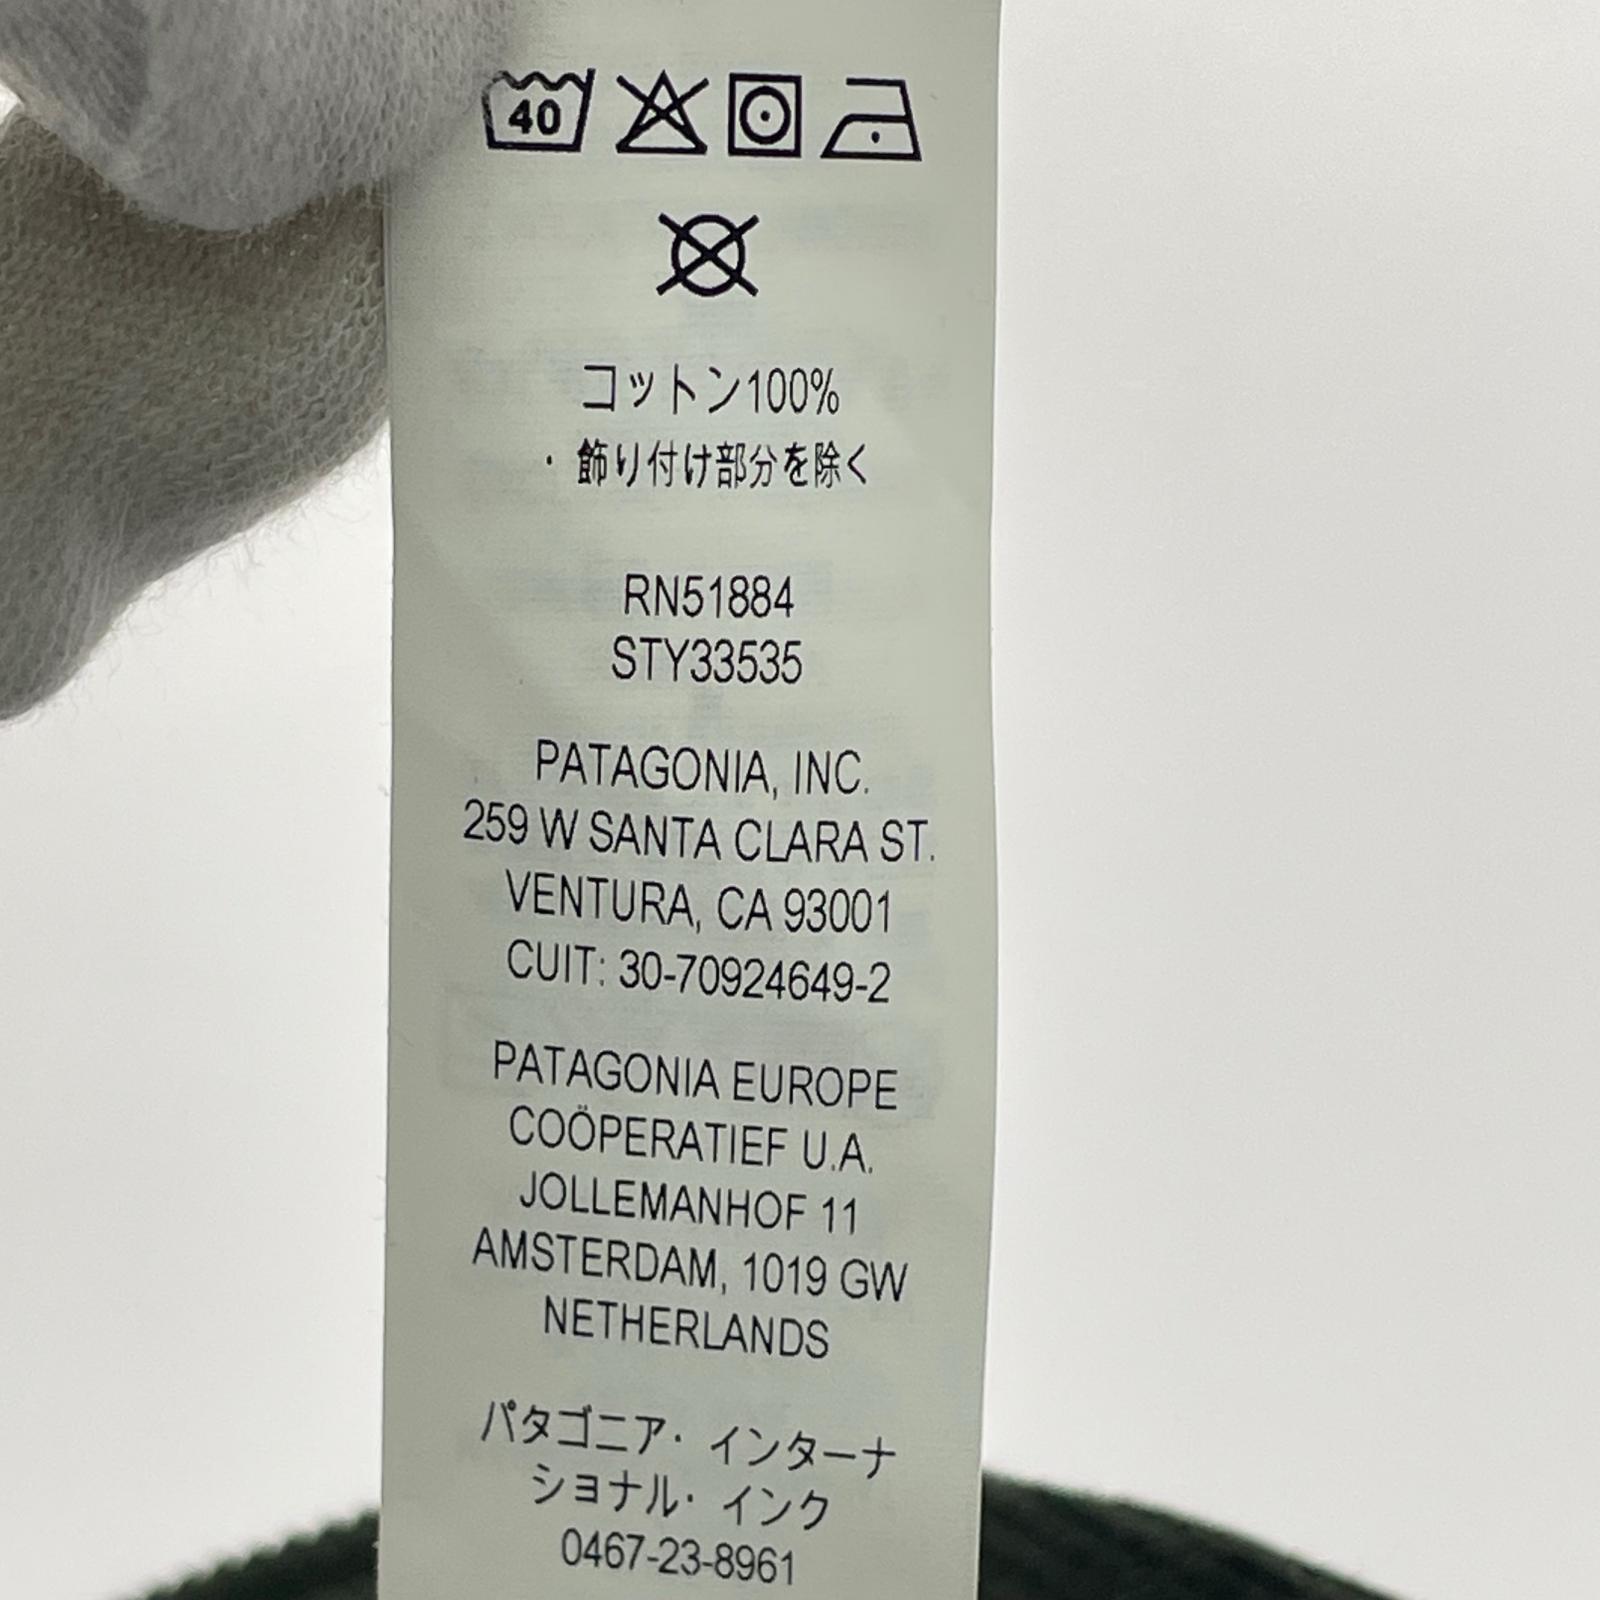 40
コットン100%
・飾り付け部分を除く
RN51884
STY33535
PATAGONIA, INC.
259 W SANTA CLARA ST.
VENTURA, CA 93001
CUIT: 30-70924649-2
PATAGONIA EUROPE
COÖPERATIEF U.A.
JOLLEMANHOF 11
AMSTERDAM, 1019 GW
NETHERLANDS
パタゴニア・インターナ
ショナル・インク
0467-23-8961